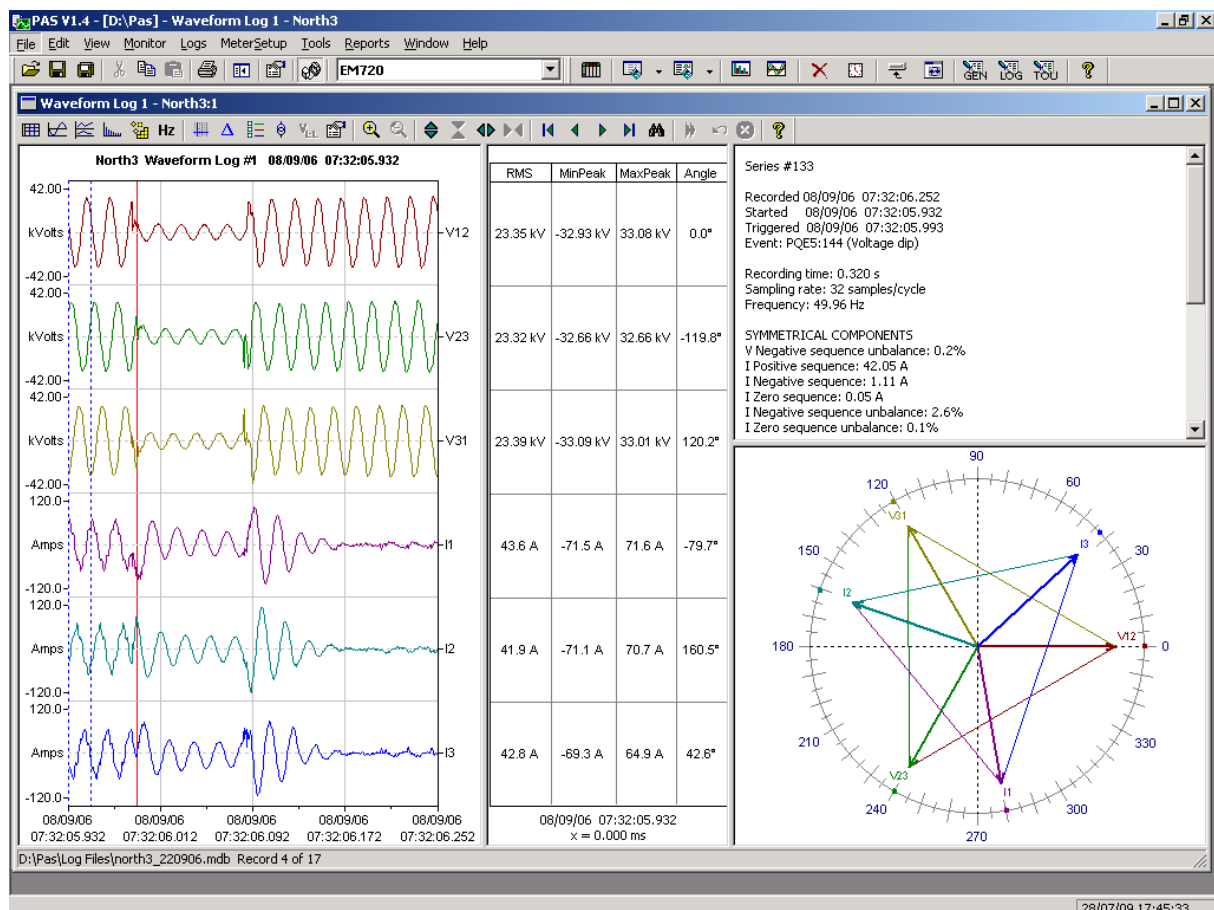 PAS V1.4 - [D:\Pas] - Waveform Log 1 - North3
File Edit View Monitor Logs MeterSetup Tools Reports Window Help
EM720
GEN LOG TOU
Waveform Log 1 - North3:1
Hz
North3 Waveform Log #1 08/09/06 07:32:05.932
42.00
kVolts
V12
-42.00
42.00
kVolts
V23
-42.00
42.00
kVolts
V31
-42.00
120.0
Amps
I1
-120.0
120.0
Amps
I2
-120.0
120.0
Amps
I3
-120.0
08/09/06 08/09/06 08/09/06 08/09/06 08/09/06
07:32:05.932 07:32:06.012 07:32:06.092 07:32:06.172 07:32:06.252
RMS MinPeak MaxPeak Angle
23.35 kV -32.93 kV 33.08 kV 0.0°
23.32 kV -32.66 kV 32.66 kV -119.8°
23.39 kV -33.09 kV 33.01 kV 120.2°
43.6 A -71.5 A 71.6 A -79.7°
41.9 A -71.1 A 70.7 A 160.5°
42.8 A -69.3 A 64.9 A 42.6°
08/09/06 07:32:05.932
x = 0.000 ms
Series #133
Recorded 08/09/06 07:32:06.252
Started 08/09/06 07:32:05.932
Triggered 08/09/06 07:32:05.993
Event: PQE5:144 (Voltage dip)
Recording time: 0.320 s
Sampling rate: 32 samples/cycle
Frequency: 49.96 Hz
SYMMETRICAL COMPONENTS
V Negative sequence unbalance: 0.2%
I Positive sequence: 42.05 A
I Negative sequence: 1.11 A
I Zero sequence: 0.05 A
I Negative sequence unbalance: 2.6%
I Zero sequence unbalance: 0.1%
90
120 60
V31
I3
150 30
I2
V12
180 0
210 330
V23
I1
240 300
270
D:\Pas\Log Files\north3_220906.mdb Record 4 of 17
28/07/09 17:45:33